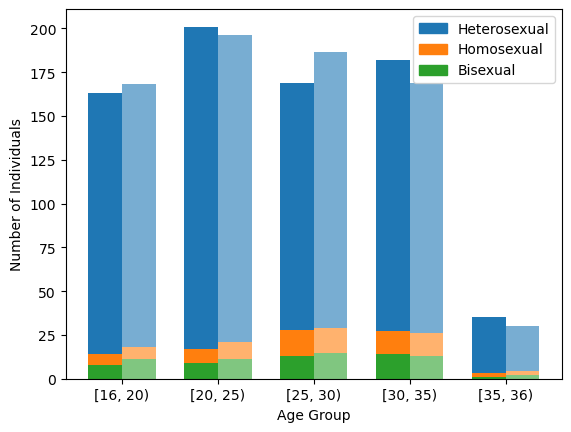 200
175
150
125
100
75
50
25
0
Number of Individuals
Heterosexual
Homosexual
Bisexual
[16, 20)
[20, 25)
[25, 30)
[30, 35)
[35, 36)
Age Group